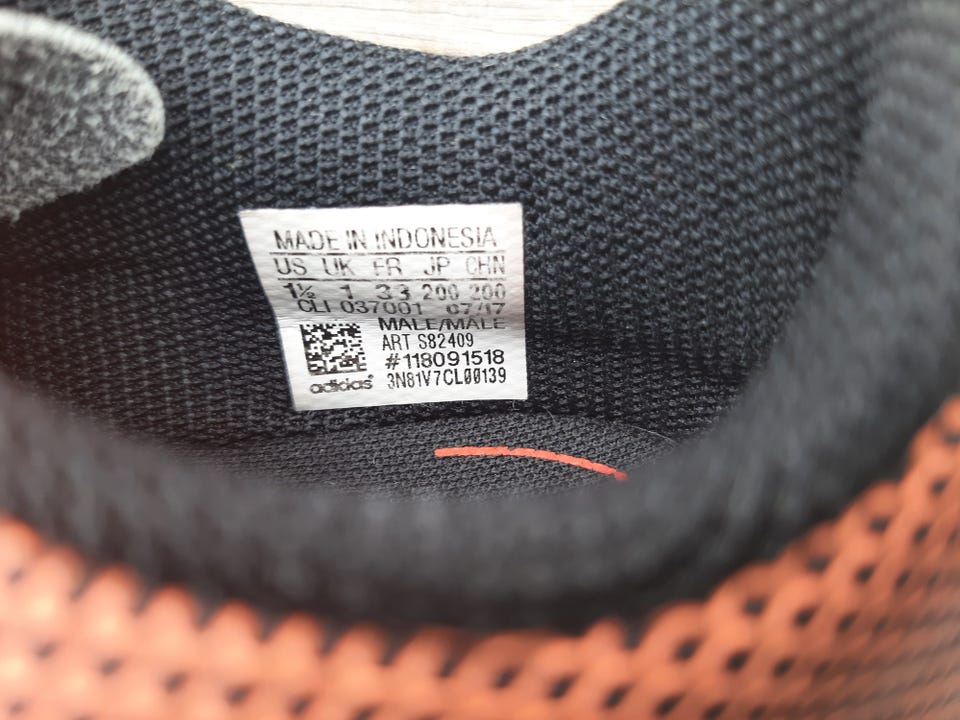 MADE IN INDONESIA
US UK FR JP CHN
1½ 1 33 200 200
CLI 037001 07/17
MALE/MALE
ART S82409
#118091518
adidas 3N81V7CL00139